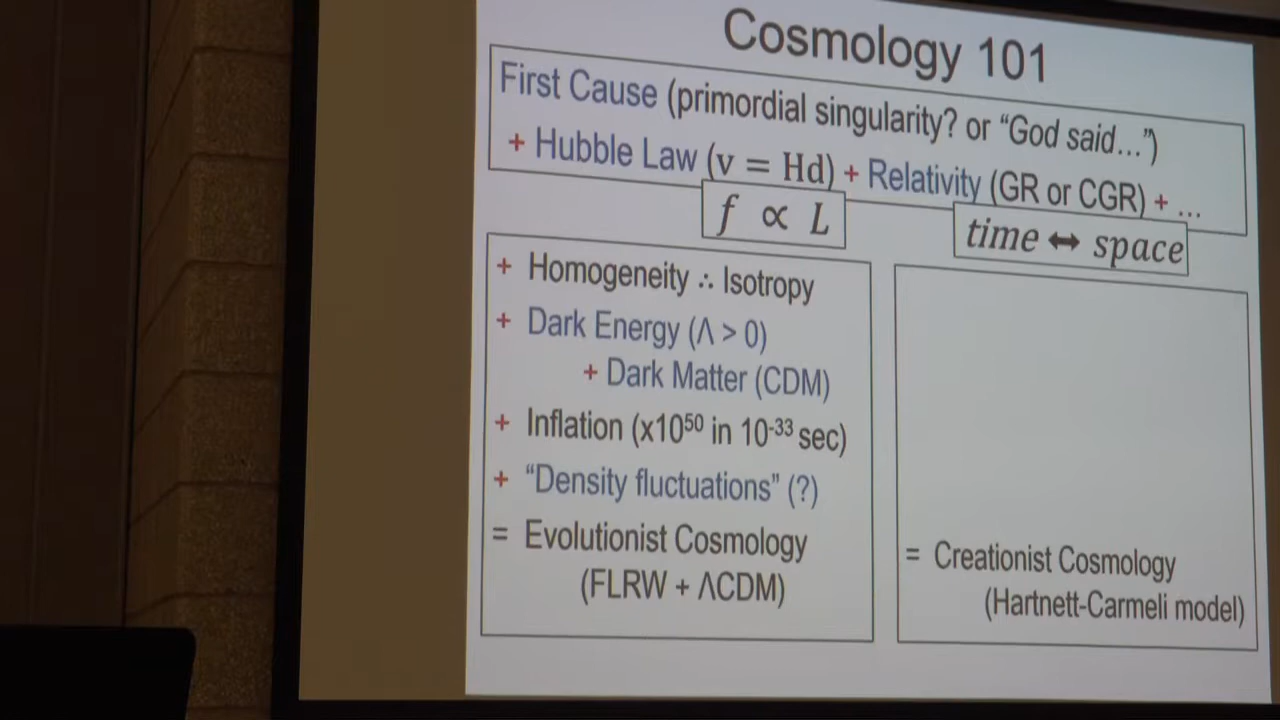 Cosmology 101
First Cause (primordial singularity? or “God said...”)
+ Hubble Law (v = Hd) + Relativity (GR or CGR) + ...
f ∝ L
time ↔ space
+ Homogeneity ∴ Isotropy
+ Dark Energy (Λ > 0)
+ Dark Matter (CDM)
+ Inflation (x10⁵⁰ in 10⁻³³ sec)
+ “Density fluctuations” (?)
= Evolutionist Cosmology
(FLRW + ΛCDM)
= Creationist Cosmology
(Hartnett-Carmeli model)